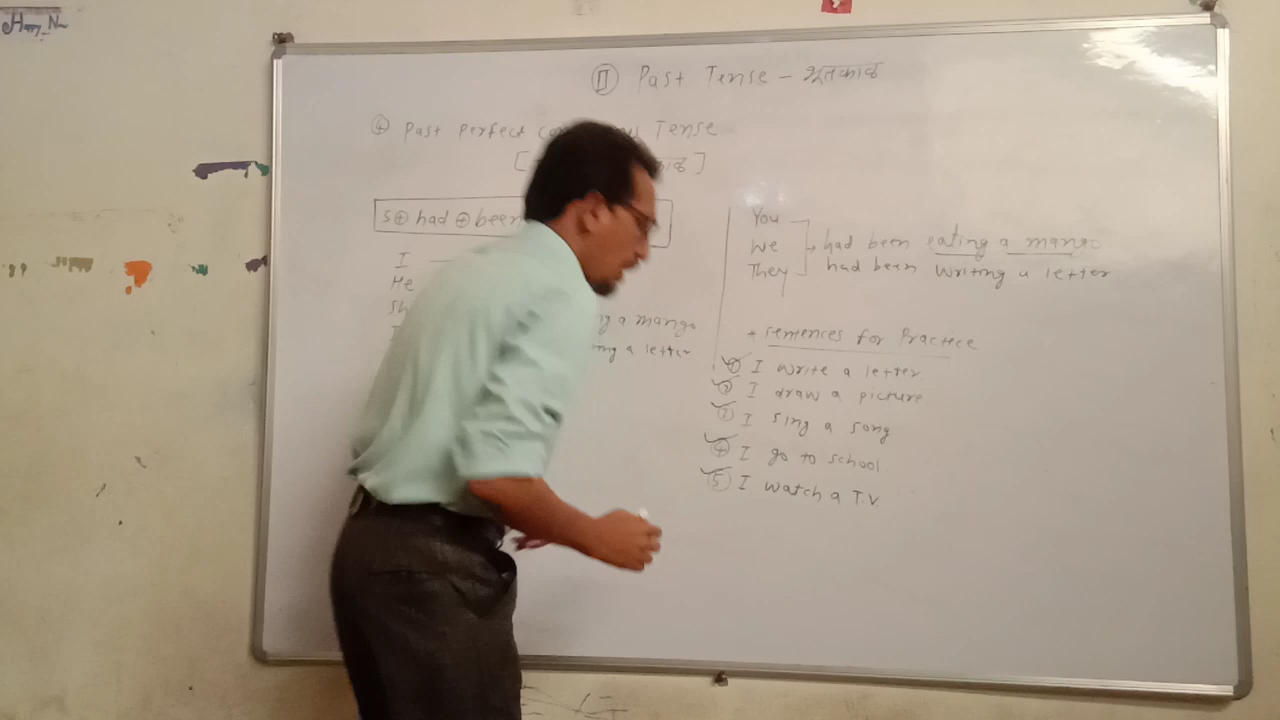 II Past Tense - भूतकाळ
4 Past Perfect Tense
[ काळ ]
S + had + been
I
He
a mango
a letter
You
We had been eating a mango
They had been writing a letter
* Sentences for Practice
1 I write a letter
2 I draw a picture
3 I sing a song
4 I go to school
5 I watch a T.V.